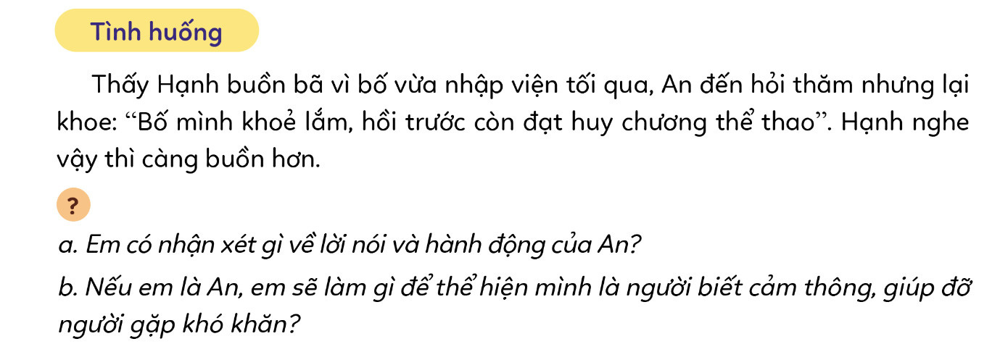 Tình huống
Thấy Hạnh buồn bã vì bố vừa nhập viện tối qua, An đến hỏi thăm nhưng lại
khoe: “Bố mình khoẻ lắm, hồi trước còn đạt huy chương thể thao”. Hạnh nghe
vậy thì càng buồn hơn.
?
a. Em có nhận xét gì về lời nói và hành động của An?
b. Nếu em là An, em sẽ làm gì để thể hiện mình là người biết cảm thông, giúp đỡ
người gặp khó khăn?